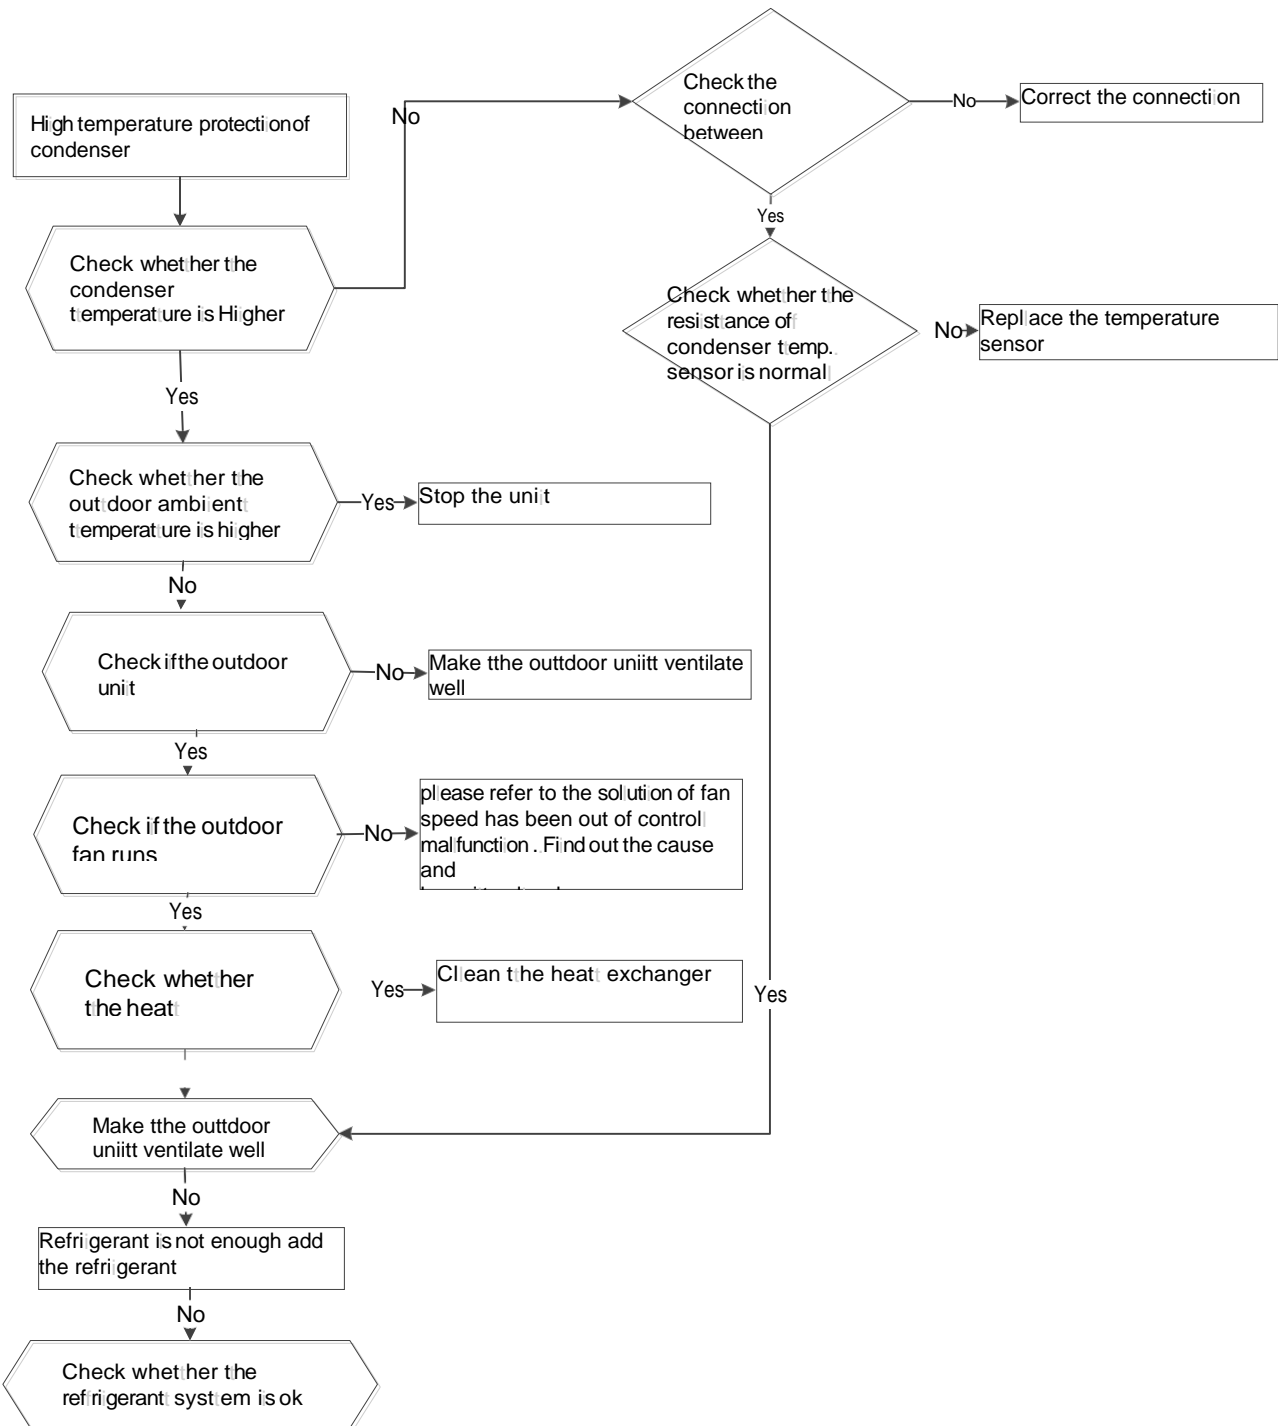 High temperature protection of
condenser
No
Check the
connection
between
No
Correct the connection
Yes
Check whether the
condenser
temperature is Higher
Check whether the
resistance of
condenser temp.
sensor is normal
No
Replace the temperature
sensor
Yes
Check whether the
outdoor ambient
temperature is higher
Yes
Stop the unit
No
Check if the outdoor
unit
No
Make tthe outtdoor uniitt ventilate
well
Yes
Check if the outdoor
fan runs
No
please refer to the solution of fan
speed has been out of control
malfunction . Find out the cause
and
Yes
Check whether
the heat
Yes
Clean the heat exchanger
Yes
Make tthe outtdoor
uniitt ventilate well
No
Refrigerant is not enough add
the refrigerant
No
Check whether the
refrigerant system is ok